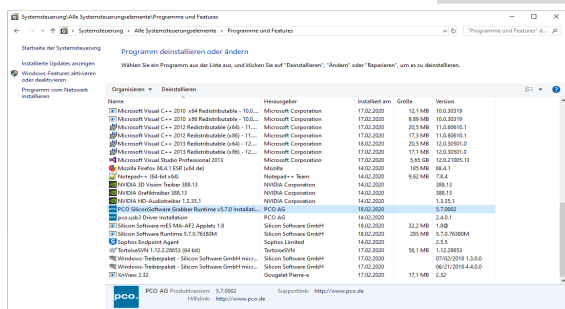 Systemsteuerung\Alle Systemsteuerungselemente\Programme und Features
Systemsteuerung › Alle Systemsteuerungselemente › Programme und Features
"Programme und Features" d...
Startseite der Systemsteuerung
Installierte Updates anzeigen
Windows-Features aktivieren oder deaktivieren
Programm vom Netzwerk installieren
Programm deinstallieren oder ändern
Wählen Sie ein Programm aus der Liste aus, und klicken Sie auf "Deinstallieren", "Ändern" oder "Reparieren", um es zu deinstallieren.
Organisieren Deinstallieren
Name Herausgeber Installiert am Größe Version
Microsoft Visual C++ 2010 x64 Redistributable - 10.0.... Microsoft Corporation 17.02.2020 12,1 MB 10.0.30319
Microsoft Visual C++ 2010 x86 Redistributable - 10.0.... Microsoft Corporation 17.02.2020 9,89 MB 10.0.30319
Microsoft Visual C++ 2012 Redistributable (x64) - 11.... Microsoft Corporation 17.02.2020 20,5 MB 11.0.60610.1
Microsoft Visual C++ 2012 Redistributable (x86) - 11.... Microsoft Corporation 17.02.2020 17,3 MB 11.0.60610.1
Microsoft Visual C++ 2013 Redistributable (x64) - 12.... Microsoft Corporation 18.02.2020 20,5 MB 12.0.30501.0
Microsoft Visual C++ 2013 Redistributable (x86) - 12.... Microsoft Corporation 17.02.2020 17,1 MB 12.0.30501.0
Microsoft Visual Studio Professional 2013 Microsoft Corporation 17.02.2020 5,65 GB 12.0.21005.13
Mozilla Firefox 68.4.1 ESR (x64 de) Mozilla 14.02.2020 185 MB 68.4.1
Notepad++ (64-bit x64) Notepad++ Team 14.02.2020 9,62 MB 7.8.4
NVIDIA 3D Vision Treiber 388.13 NVIDIA Corporation 14.02.2020 388.13
NVIDIA Grafiktreiber 388.13 NVIDIA Corporation 14.02.2020 388.13
NVIDIA HD-Audiotreiber 1.3.35.1 NVIDIA Corporation 14.02.2020 1.3.35.1
PCO SiliconSoftware Grabber Runtime v5.7.0 Installati... PCO AG 18.02.2020 5.7.0002
pco.usb3 Driver Installation PCO AG 18.02.2020 2.4.0.1
Silicon Software mE5 MA-AF2 Applets 1.8 Silicon Software GmbH 18.02.2020 32,2 MB
Silicon Software Runtime 5.7.0.76380M Silicon Software GmbH 18.02.2020 285 MB 5.7.0.76380M
Sophos Endpoint Agent Sophos Limited 14.02.2020 2.5.5
TortoiseSVN 1.12.2.28653 (64 bit) TortoiseSVN 17.02.2020 56,1 MB 1.12.28653
Windows-Treiberpaket - Silicon Software GmbH micr... Silicon Software GmbH 17.02.2020 07/02/2018 1.3.0.0
Windows-Treiberpaket - Silicon Software GmbH micr... Silicon Software GmbH 17.02.2020 06/21/2018 4.4.0.0
XnView 2.32 Gougelet Pierre-e 17.02.2020 17,1 MB 2.32
pco.
PCO AG Produktversion: 5.7.0002 Supportlink: http://www.pco.de
Hilfelink: http://www.pco.de